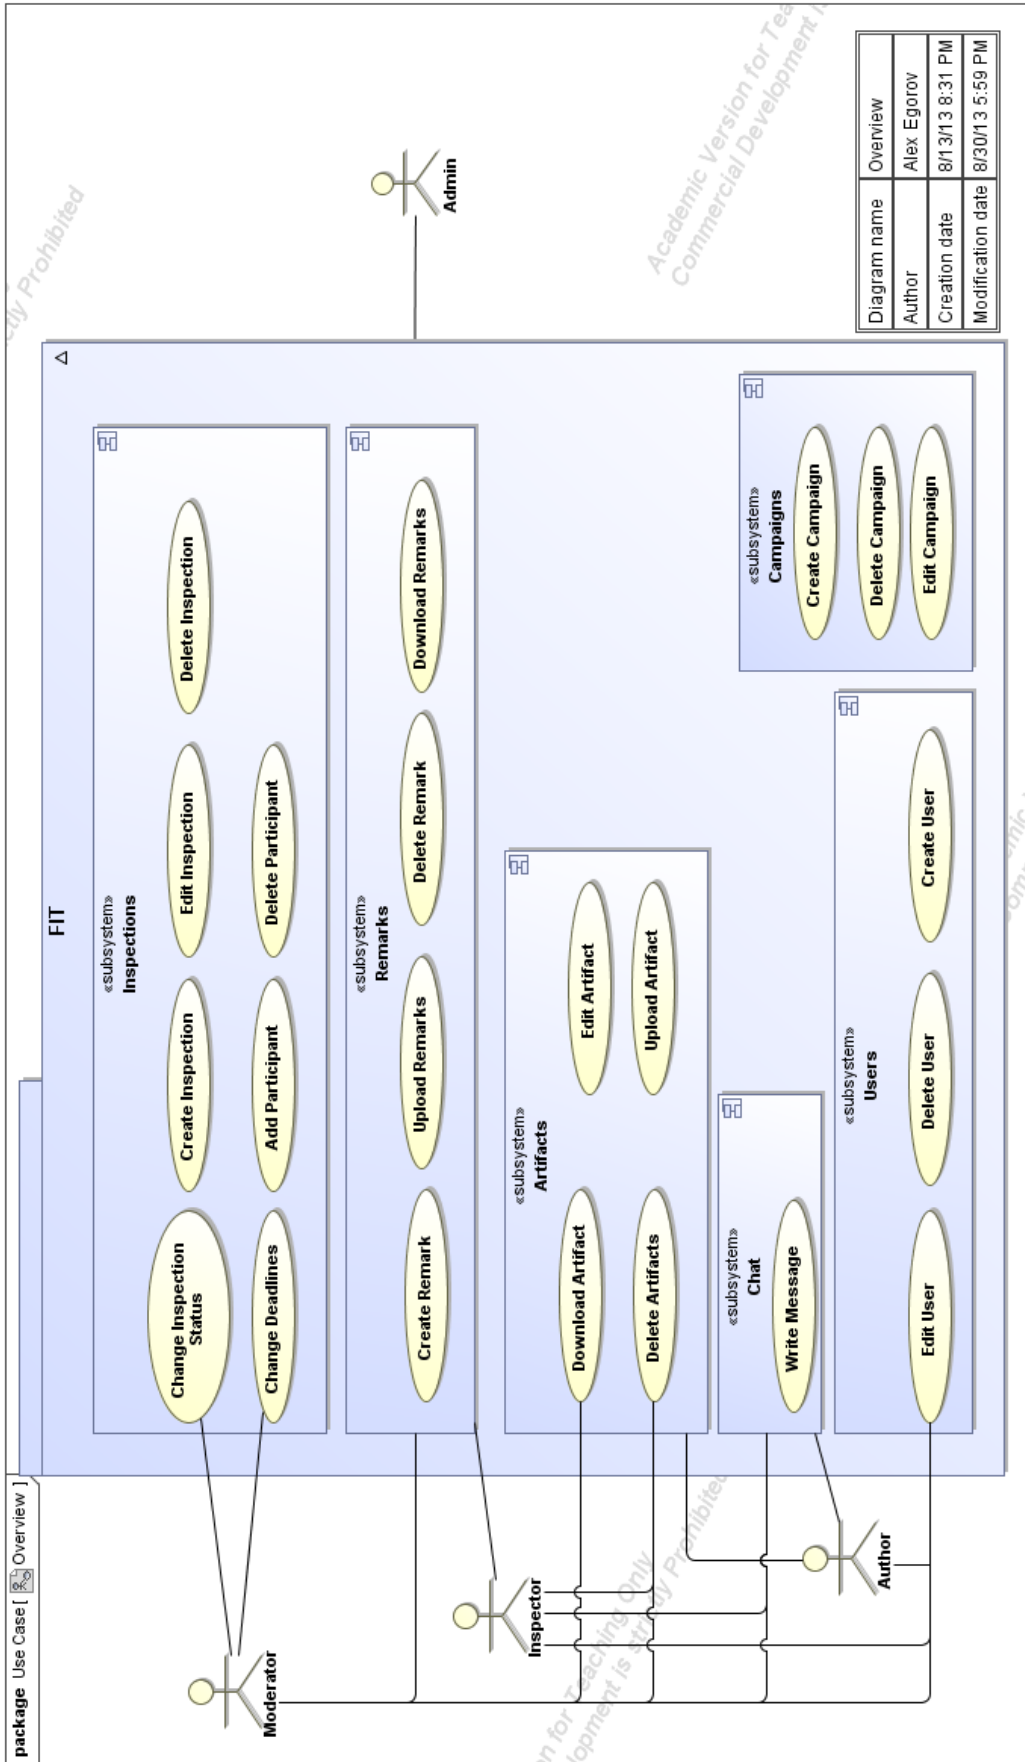 package Use Case [ Overview ]
FIT
«subsystem»
Inspections
Change Inspection
Status
Create Inspection
Edit Inspection
Delete Inspection
Change Deadlines
Add Participant
Delete Participant
«subsystem»
Remarks
Create Remark
Upload Remarks
Delete Remark
Download Remarks
«subsystem»
Artifacts
Download Artifact
Edit Artifact
Delete Artifacts
Upload Artifact
«subsystem»
Chat
Write Message
«subsystem»
Users
Edit User
Delete User
Create User
«subsystem»
Campaigns
Create Campaign
Delete Campaign
Edit Campaign
Moderator
Inspector
Author
Admin
Diagram name Overview
Author Alex Egorov
Creation date 8/13/13 8:31 PM
Modification date 8/30/13 5:59 PM
Prohibited
Academic Version for
Commercial Development
for Teaching Only
is strictly Prohibited